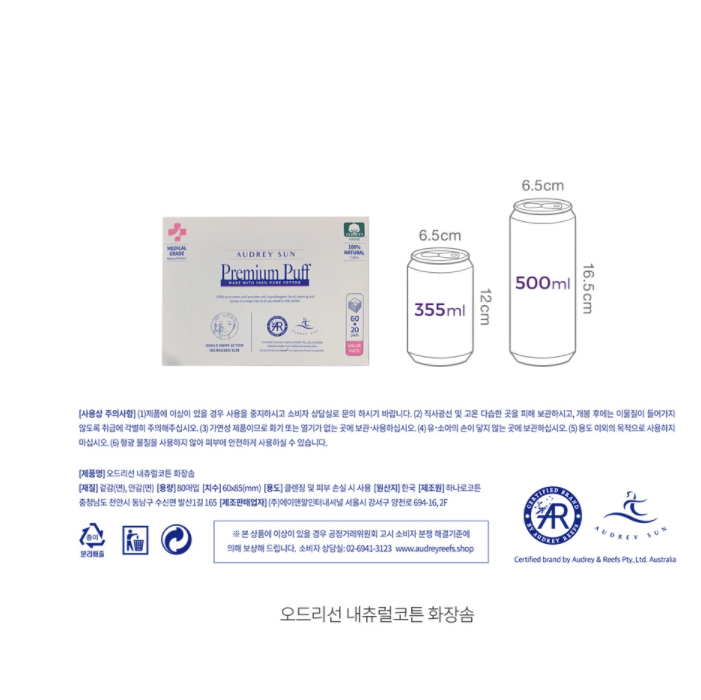 6.5cm
6.5cm
MEDICAL
GRADE
100%
NATURAL
AUDREY SUN
Premium Puff
MADE WITH 100% PURE COTTON
60
+
20
VALUE
PACK
AR
AUDREY SUN
SINGLE WIPE ACTION
INCREASED SIZE
355ml
12cm
500ml
16.5cm
[사용상 주의사항] (1)제품에 이상이 있을 경우 사용을 중지하시고 소비자 상담실로 문의 하시기 바랍니다. (2) 직사광선 및 고온 다습한 곳을 피해 보관하시고, 개봉 후에는 이물질이 들어가지
않도록 취급에 각별히 주의해주십시오. (3) 가연성 제품이므로 화기 또는 열기가 없는 곳에 보관·사용하십시오. (4) 유·소아의 손이 닿지 않는 곳에 보관하십시오. (5) 용도 이외의 목적으로 사용하지
마십시오. (6) 형광 물질을 사용하지 않아 피부에 안전하게 사용하실 수 있습니다.
[제품명] 오드리선 내츄럴코튼 화장솜
[재질] 겉감(면), 안감(면) [용량] 80매입 [치수] 60x85(mm) [용도] 클렌징 및 피부 손실 시 사용 [원산지] 한국 [제조원] 하나로코튼
충청남도 천안시 동남구 수신면 발산1길 165 [제조판매업자] (주)에이앤알인터내셔널 서울시 강서구 양천로 694-16, 2F
종이
분리배출
※ 본 상품에 이상이 있을 경우 공정거래위원회 고시 소비자 분쟁 해결기준에
의해 보상해 드립니다. 소비자 상담실: 02-6941-3123 www.audreyreefs.shop
CERTIFIED BRAND
AR
BY AUDREY REEFS
AUDREY SUN
Certified brand by Audrey & Reefs Pty,.Ltd. Australia
오드리선 내츄럴코튼 화장솜